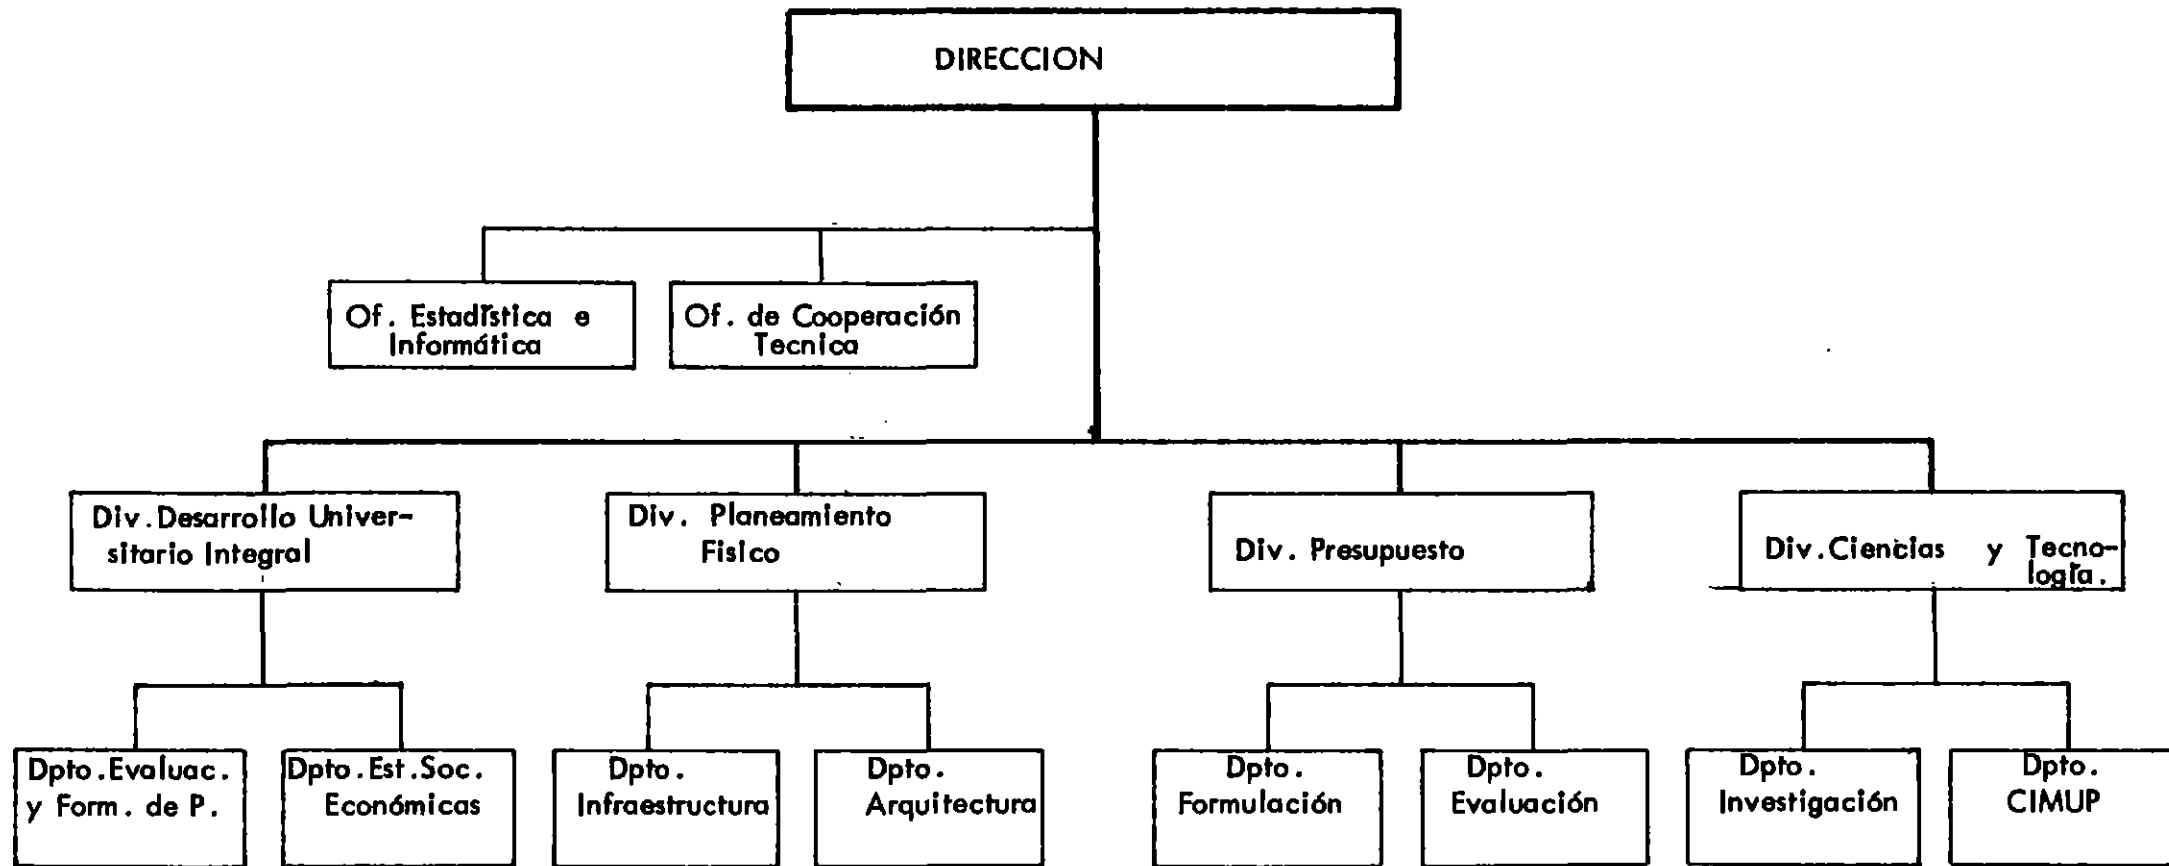 DIRECCION
Of. Estadística e
Informática
Of. de Cooperación
Tecnica
Div.Desarrollo Univer-
sitario Integral
Div. Planeamiento
Fisico
Div. Presupuesto
Div.Ciencias y Tecno-
logía.
Dpto.Evaluac.
y Form. de P.
Dpto.Est.Soc.
Económicas
Dpto.
Infraestructura
Dpto.
Arquitectura
Dpto.
Formulación
Dpto.
Evaluación
Dpto.
Investigación
Dpto.
CIMUP